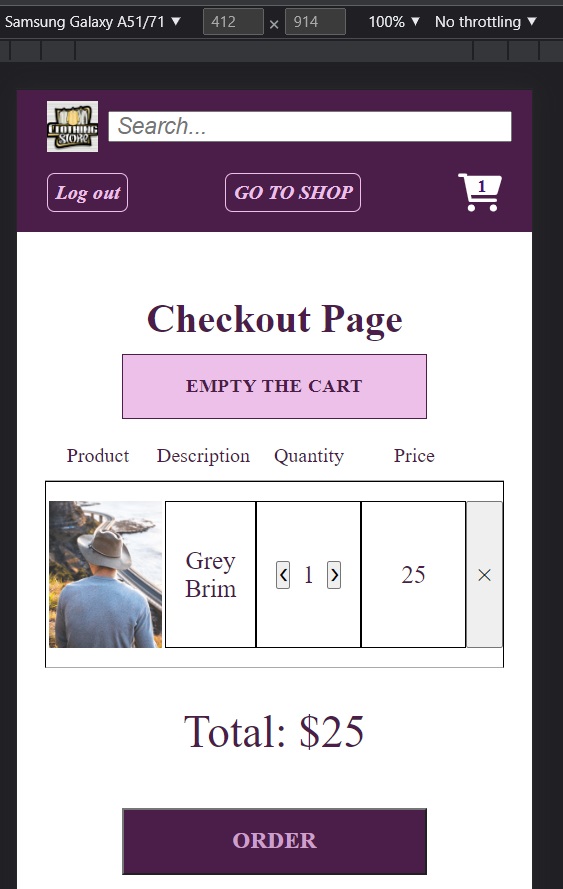 Samsung Galaxy A51/71 ▼ 412 × 914 100% ▼ No throttling ▼
CLOTHING
STORE
Search...
Log out GO TO SHOP 1
Checkout Page
EMPTY THE CART
Product Description Quantity Price
Grey
Brim
‹ 1 › 25 ×
Total: $25
ORDER